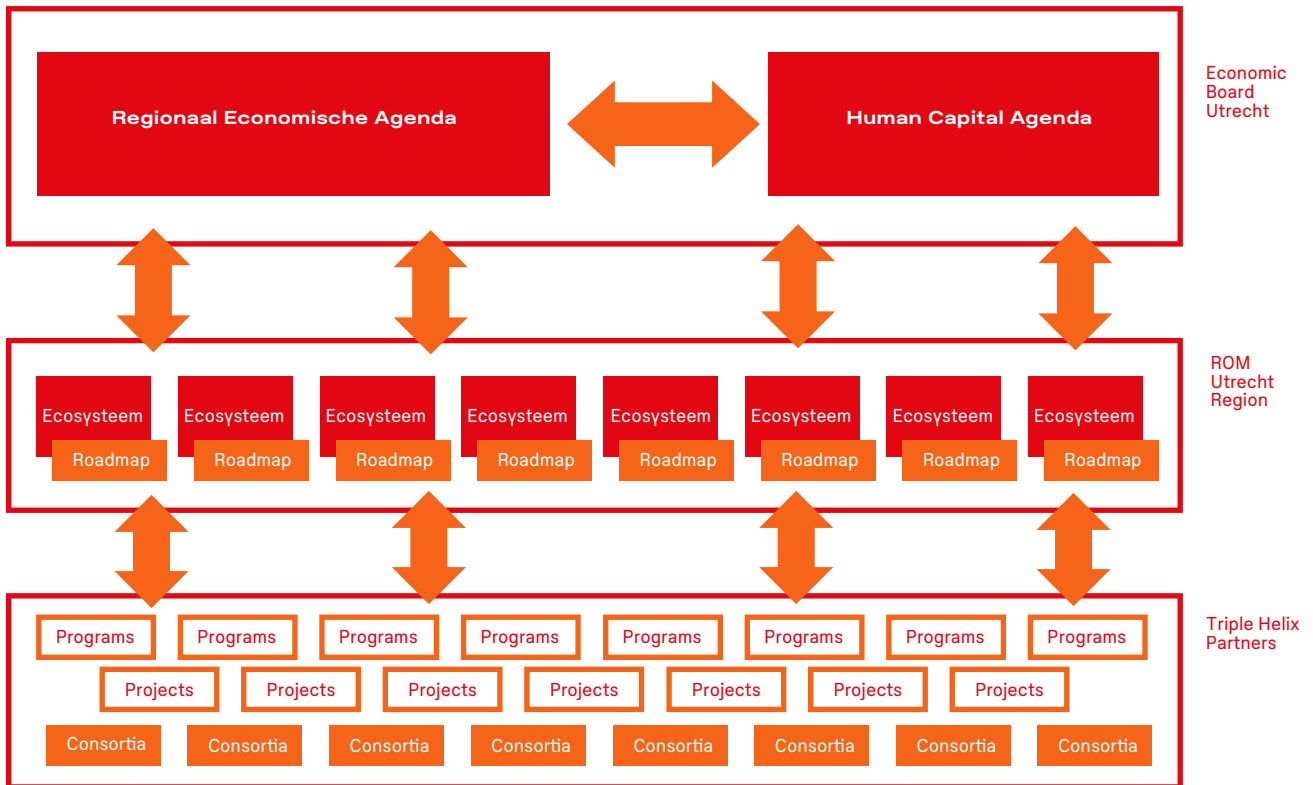 Regionaal Economische Agenda
Human Capital Agenda
Economic
Board
Utrecht
Ecosysteem
Ecosysteem
Ecosysteem
Ecosysteem
Ecosysteem
Ecosysteem
Ecosysteem
Ecosysteem
Roadmap
Roadmap
Roadmap
Roadmap
Roadmap
Roadmap
Roadmap
Roadmap
ROM
Utrecht
Region
Programs
Programs
Programs
Programs
Programs
Programs
Programs
Programs
Projects
Projects
Projects
Projects
Projects
Projects
Projects
Consortia
Consortia
Consortia
Consortia
Consortia
Consortia
Consortia
Consortia
Triple Helix
Partners